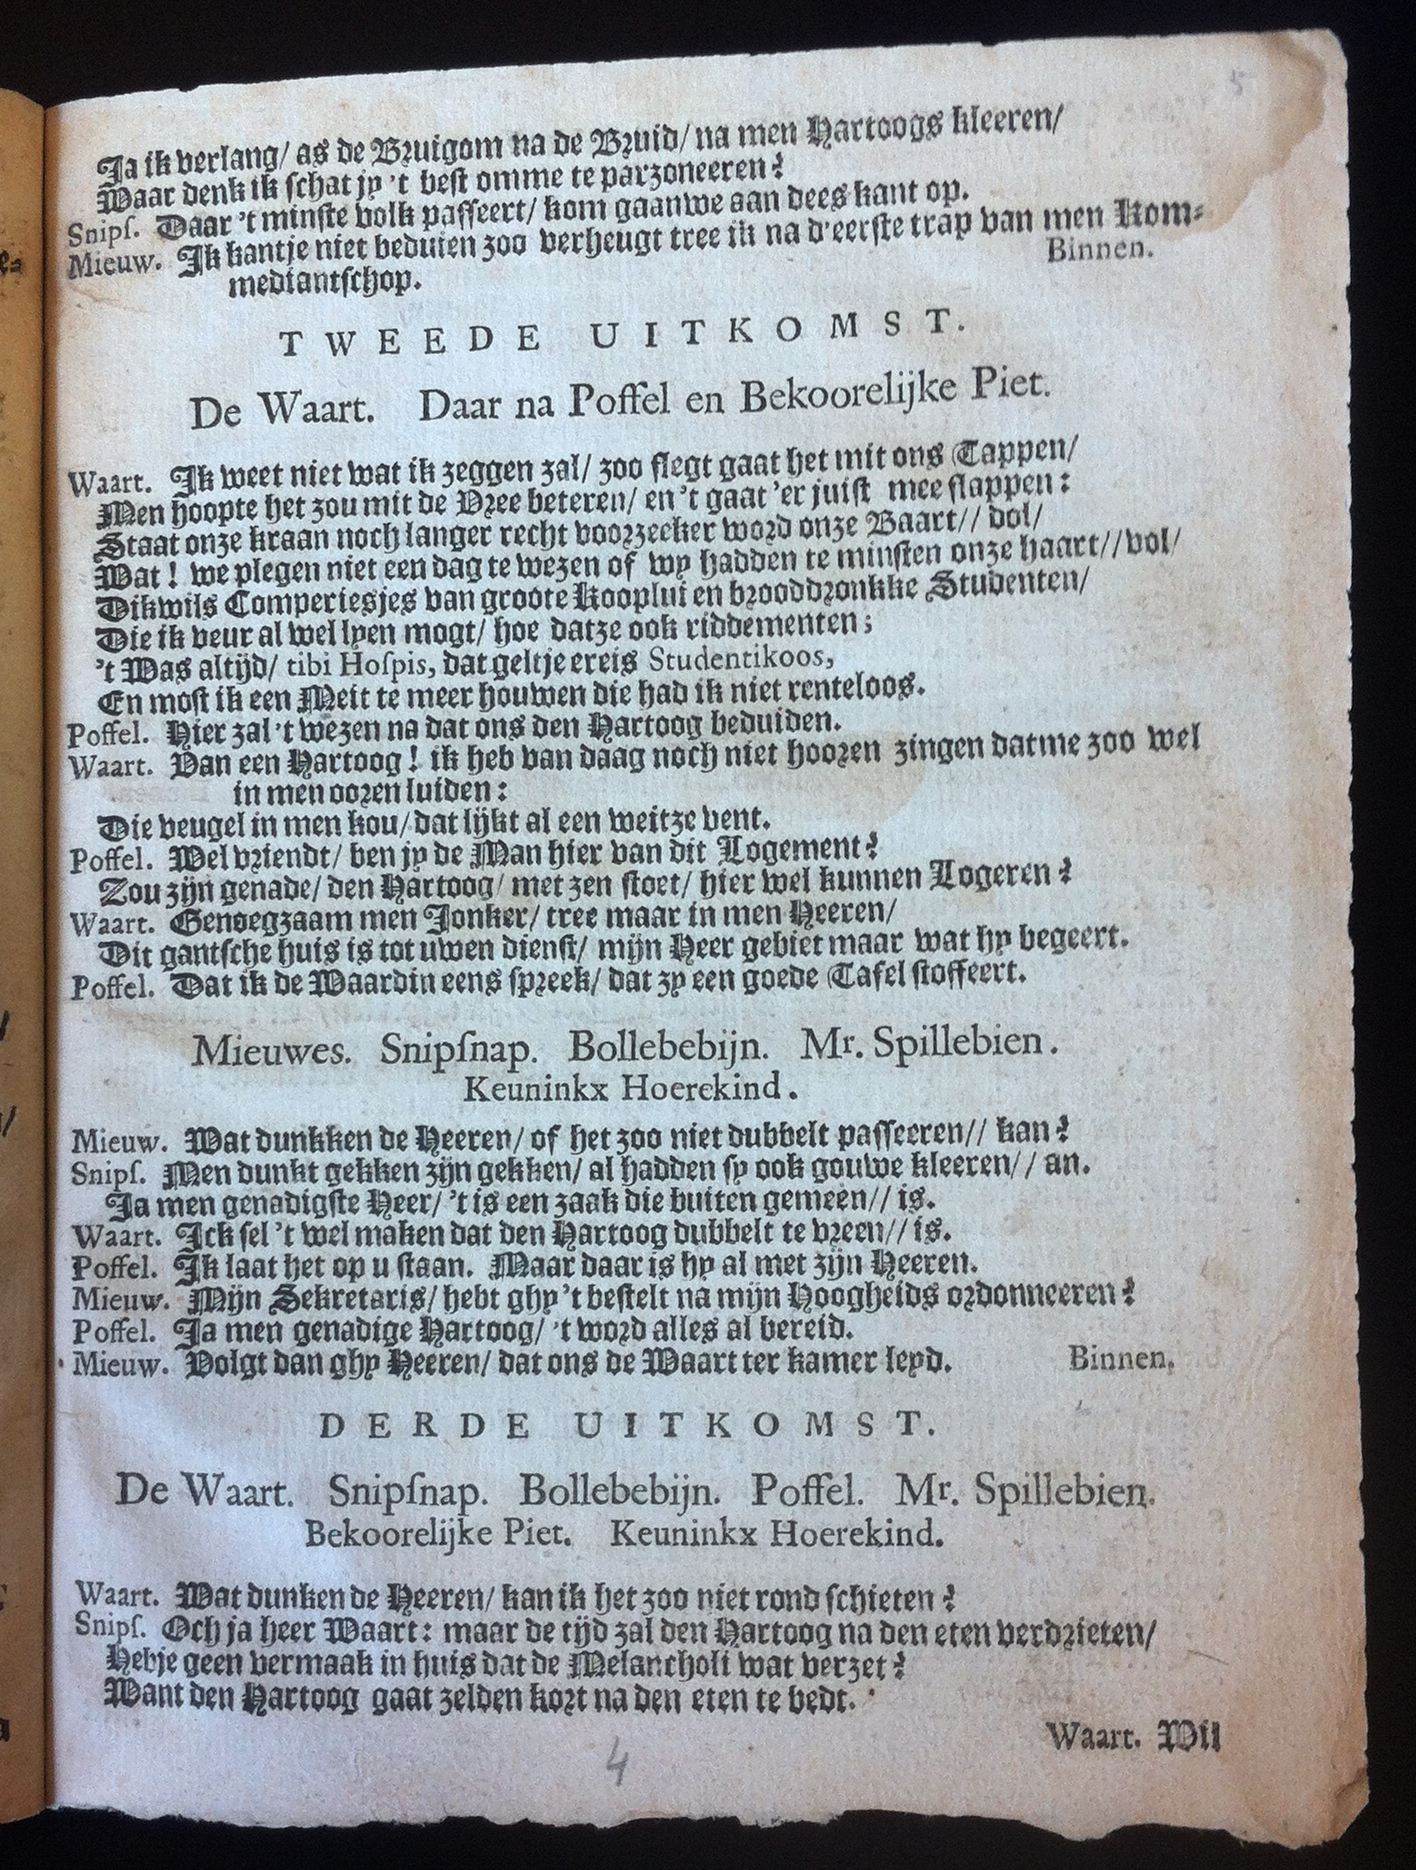 5
Ja ik verlang/ as de Bruigom na de Bruid/ na men Hartoogs kleeren/
Waar denk ik schat jy 't best omme te parzoneeren?
Snipſ. Daar 't minste volk passeert/ kom gaanwe aan dees kant op.
Mieuw. Ik kantje niet beduien zoo verheugt tree ik na d'eerste trap van men Kom-
mediantschop. Binnen.
TWEEDE UITKOMST.
De Waart. Daar na Poffel en Bekoorelijke Piet.
Waart. Ik weet niet wat ik zeggen zal/ zoo slegt gaat het mit ons Tappen/
Men hoopte het zou mit de Vree beteren/ en 't gaat 'er juist mee slappen:
Staat onze kraan noch langer recht voorzeeker word onze Baart// dol/
Wat! we plegen niet een dag te wezen of wy hadden te minsten onze haart//vol/
Dikwils Comperiesjes van groote Kooplui en brooddronkke Studenten/
Die ik veur al wel lyen mogt/ hoe datze ook riddementen;
't Was altijd/ tibi Hoſpis, dat geltje ereis Studentikoos,
En most ik een Meit te meer houwen die had ik niet renteloos.
Poffel. Hier zal 't wezen na dat ons den Hartoog beduiden.
Waart. Van een Hartoog! ik heb van daag noch niet hooren zingen datme zoo wel
in men ooren luiden:
Die veugel in men kou/ dat lijkt al een weitze vent.
Poffel. Wel vriendt/ ben jy de Man hier van dit Logement?
Zou zijn genade/ den Hartoog/ met zen stoet/ hier wel kunnen Logeren?
Waart. Genoegzaam men Jonker/ tree maar in men Heeren/
Dit gantsche huis is tot uwen dienst/ mijn Heer gebiet maar wat hy begeert.
Poffel. Dat ik de Waardin eens spreek/ dat zy een goede Tafel stoffeert.
Mieuwes. Snipſnap. Bollebebijn. Mr. Spillebien.
Keuninkx Hoerekind.
Mieuw. Wat dunkken de Heeren/ of het zoo niet dubbelt passeeren// kan?
Snipſ. Men dunkt gekken zijn gekken/ al hadden sy ook gouwe kleeren// an.
Ja men genadigste Heer/ 't is een zaak die buiten gemeen// is.
Waart. Ick sel 't wel maken dat den Hartoog dubbelt te vreen// is.
Poffel. Ik laat het op u staan. Maar daar is hy al met zijn Heeren.
Mieuw. Mijn Sekretaris/ hebt ghy 't bestelt na mijn Hoogheids ordonneeren?
Poffel. Ja men genadige Hartoog/ 't word alles al bereid.
Mieuw. Volgt dan ghy Heeren/ dat ons de Waart ter kamer leyd. Binnen.
DERDE UITKOMST.
De Waart. Snipſnap. Bollebebijn. Poffel. Mr. Spillebien.
Bekoorelijke Piet. Keuninkx Hoerekind.
Waart. Wat dunken de Heeren/ kan ik het zoo niet rond schieten?
Snipſ. Och ja heer Waart: maar de tijd zal den Hartoog na den eten verdrieten/
Hebje geen vermaak in huis dat de Melancholi wat verzet?
Want den Hartoog gaat zelden kort na den eten te bedt.
Waart. Wil
4